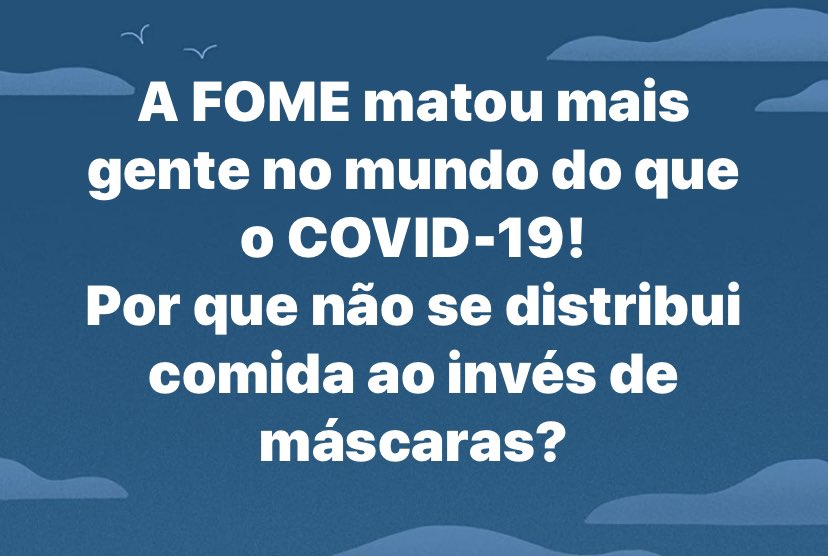 A FOME matou mais
gente no mundo do que
o COVID-19!
Por que não se distribui
comida ao invés de
máscaras?